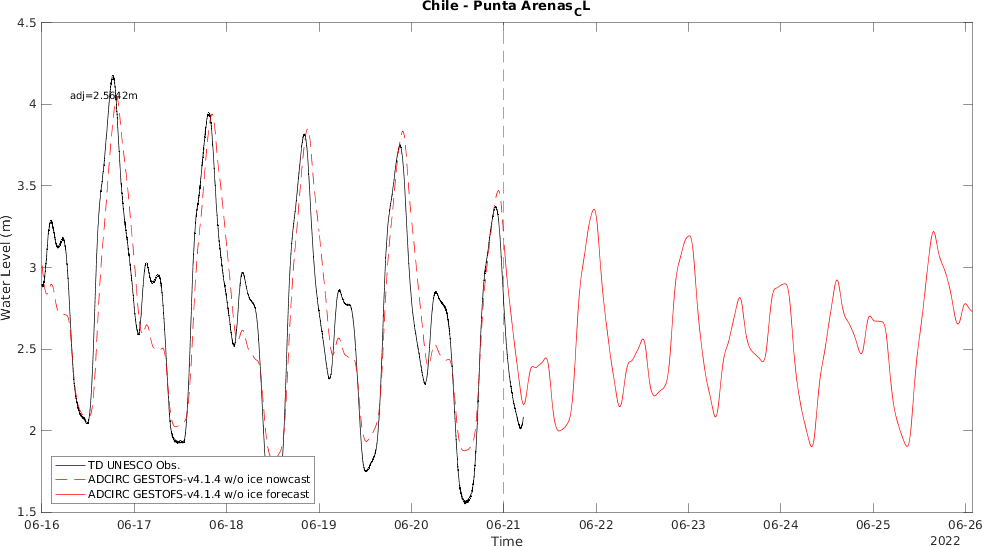 Chile - Punta Arenas_CL
4.5
4
3.5
3
2.5
2
1.5
Water Level (m)
adj=2.5642m
TD UNESCO Obs.
ADCIRC GESTOFS-v4.1.4 w/o ice nowcast
ADCIRC GESTOFS-v4.1.4 w/o ice forecast
06-16 06-17 06-18 06-19 06-20 06-21 06-22 06-23 06-24 06-25 06-26
Time
2022